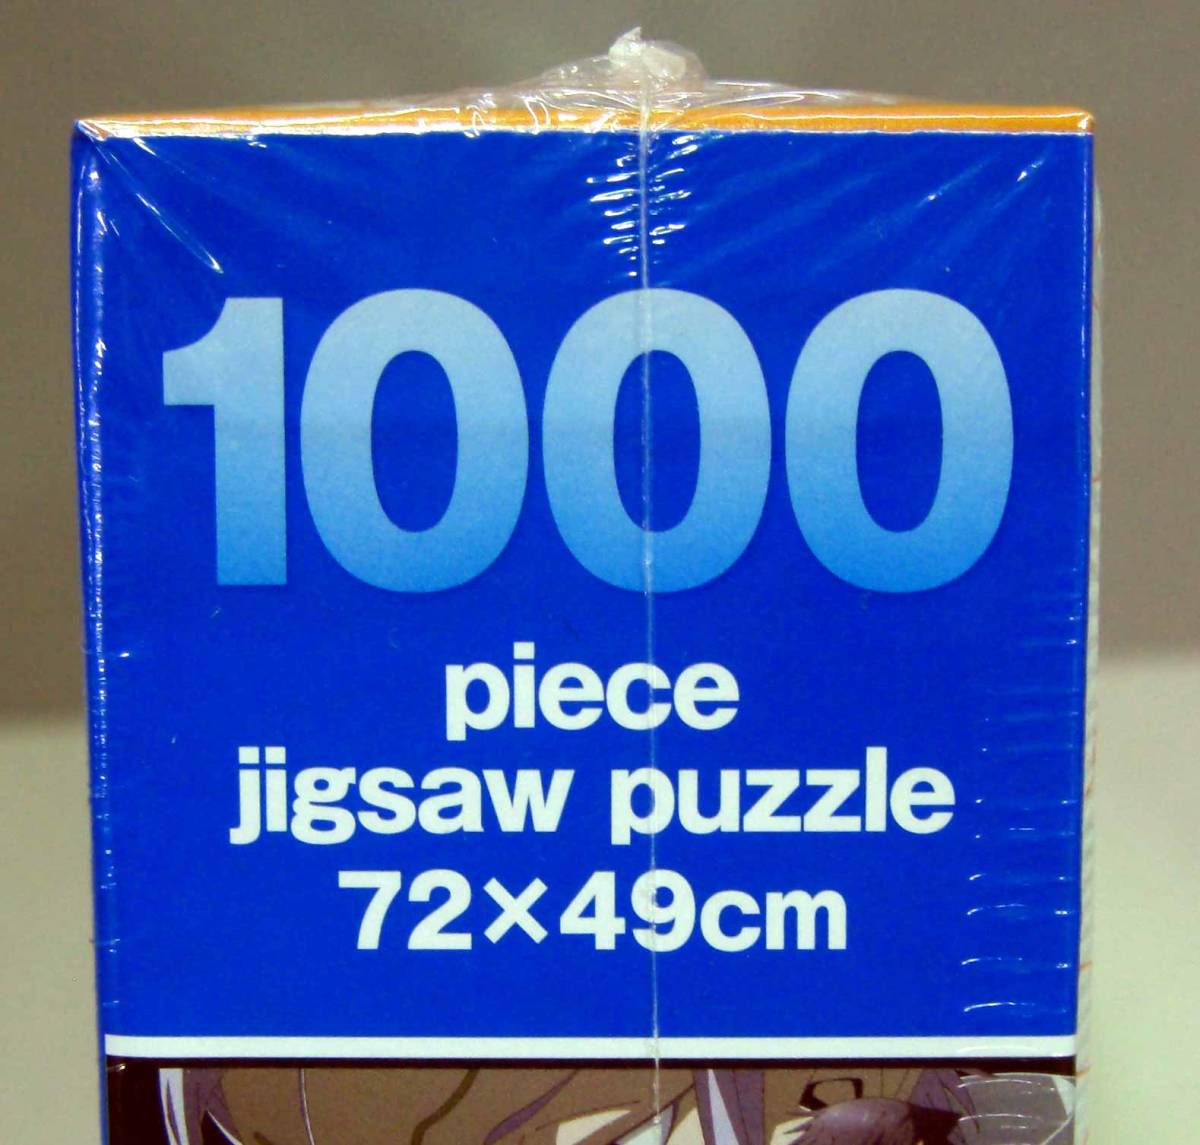 1000
piece
jigsaw puzzle
72×49cm